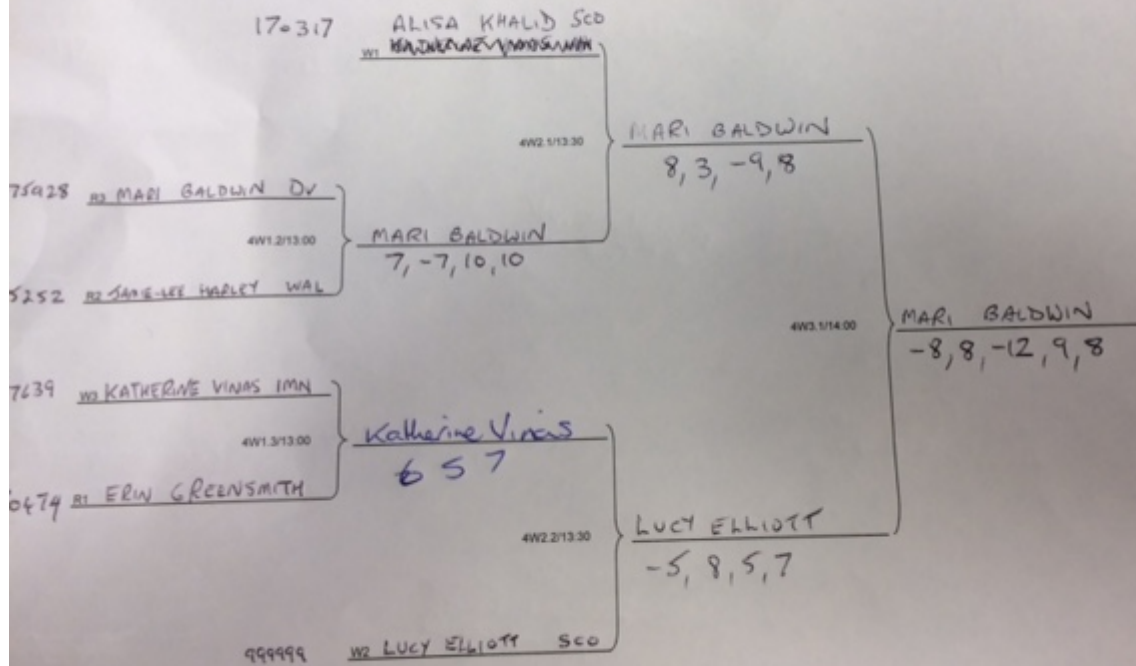 170317 ALISA KHALID SCO
W1
4W2.1/13:30
MARI BALDWIN
8, 3, -9, 8
75928 R3 MARI BALDWIN DV
4W1.2/13:00
MARI BALDWIN
7, -7, 10, 10
5252 R2 JAMIE-LEE HARLEY WAL
4W3.1/14:00
MARI BALDWIN
-8, 8, -12, 9, 8
7639 W3 KATHERINE VINAS IMN
4W1.3/13:00
Katherine Vinas
6 5 7
6474 R1 ERIN GREENSMITH
4W2.2/13:30
LUCY ELLIOTT
-5, 8, 5, 7
999999 W2 LUCY ELLIOTT SCO